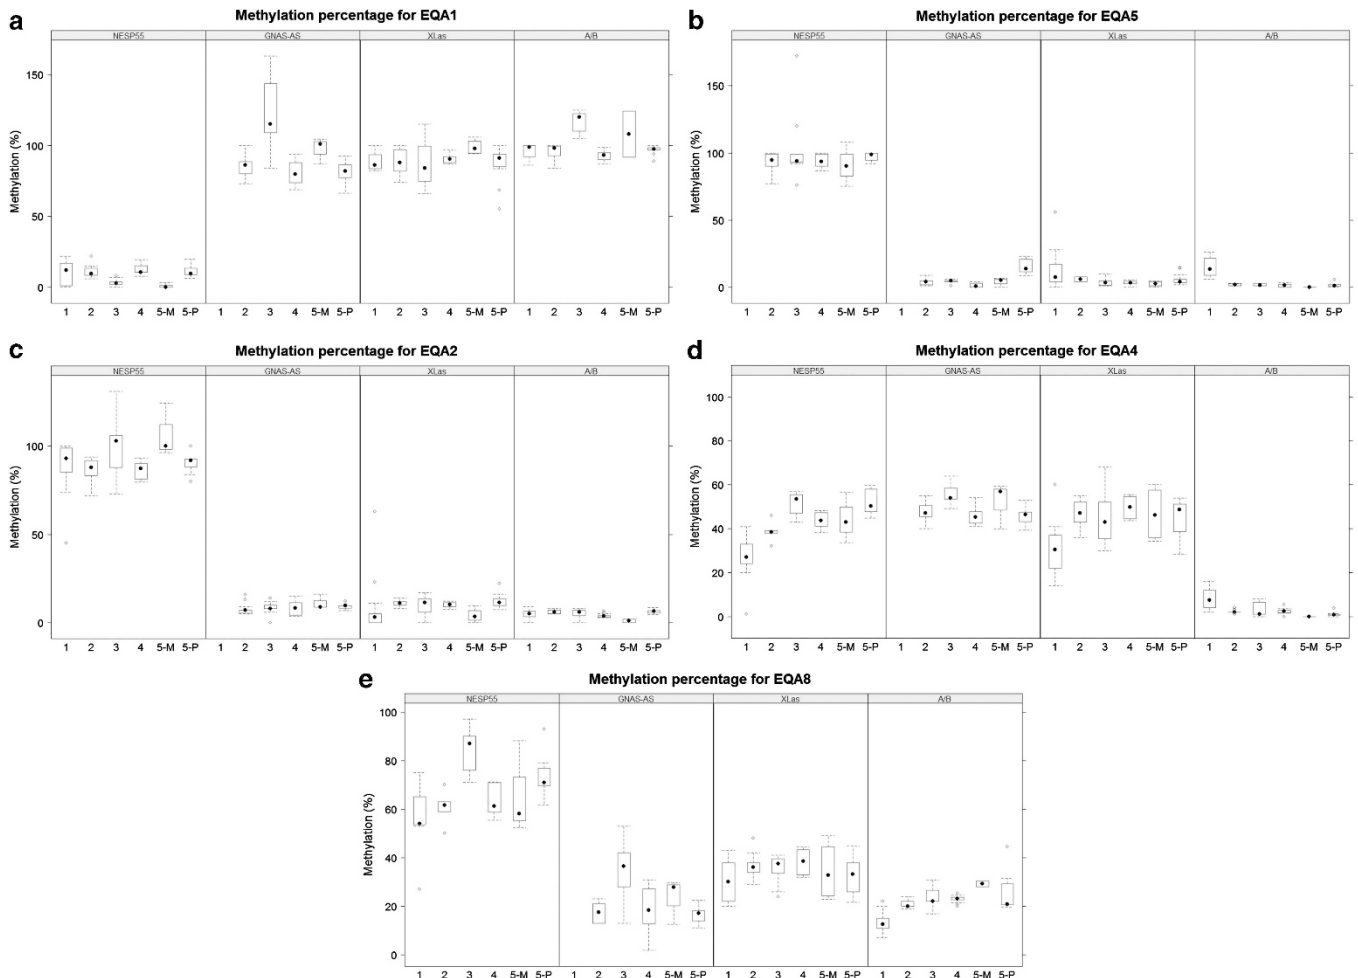 a
Methylation percentage for EQA1
NESP55 GNAS-AS XLas A/B
Methylation (%)
150
100
50
0
1 2 3 4 5-M 5-P 1 2 3 4 5-M 5-P 1 2 3 4 5-M 5-P 1 2 3 4 5-M 5-P
b
Methylation percentage for EQA5
NESP55 GNAS-AS XLas A/B
Methylation (%)
150
100
50
0
1 2 3 4 5-M 5-P 1 2 3 4 5-M 5-P 1 2 3 4 5-M 5-P 1 2 3 4 5-M 5-P
c
Methylation percentage for EQA2
NESP55 GNAS-AS XLas A/B
Methylation (%)
100
50
0
1 2 3 4 5-M 5-P 1 2 3 4 5-M 5-P 1 2 3 4 5-M 5-P 1 2 3 4 5-M 5-P
d
Methylation percentage for EQA4
NESP55 GNAS-AS XLas A/B
Methylation (%)
100
80
60
40
20
0
1 2 3 4 5-M 5-P 1 2 3 4 5-M 5-P 1 2 3 4 5-M 5-P 1 2 3 4 5-M 5-P
e
Methylation percentage for EQA8
NESP55 GNAS-AS XLas A/B
Methylation (%)
100
80
60
40
20
0
1 2 3 4 5-M 5-P 1 2 3 4 5-M 5-P 1 2 3 4 5-M 5-P 1 2 3 4 5-M 5-P